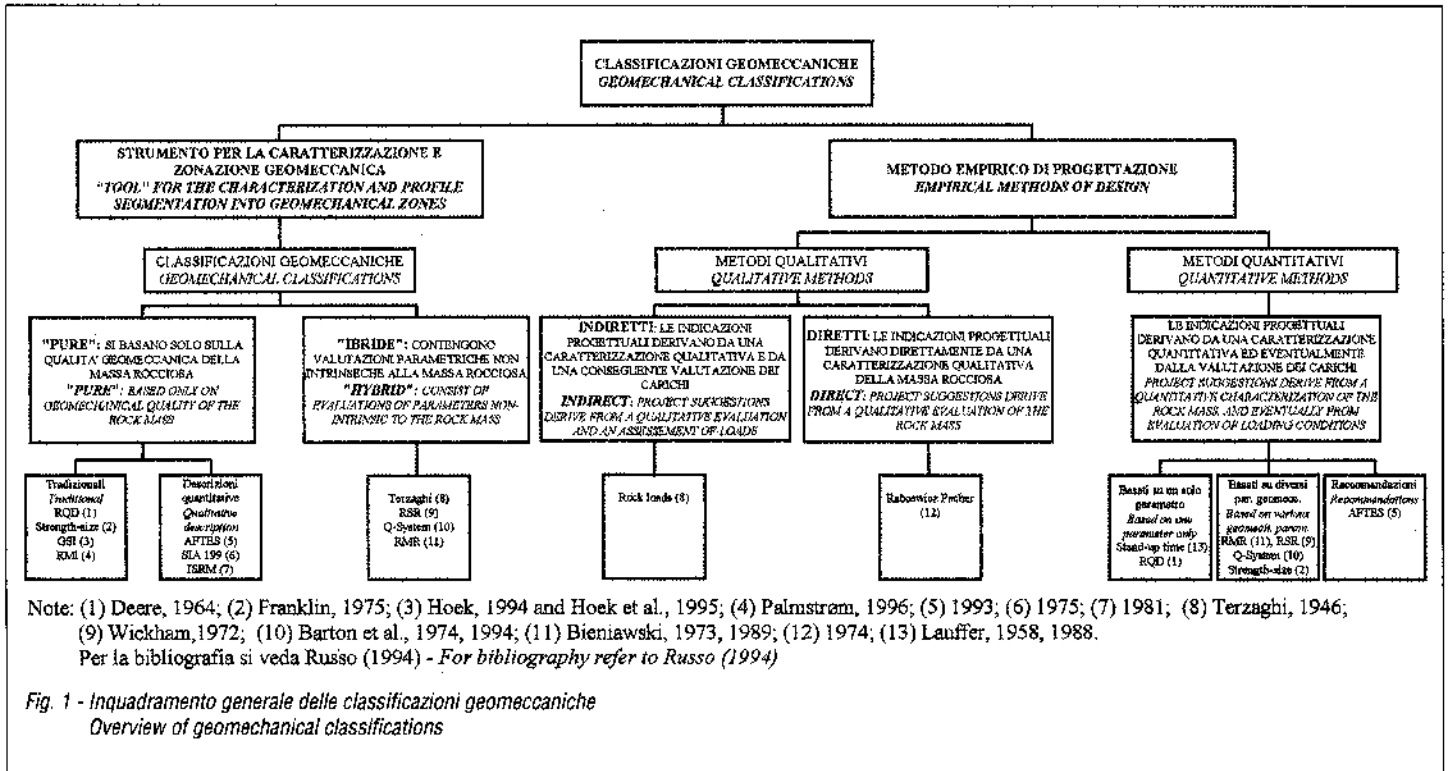 CLASSIFICAZIONI GEOMECCANICHE
GEOMECHANICAL CLASSIFICATIONS
STRUMENTO PER LA CARATTERIZZAZIONE E
ZONAZIONE GEOMECCANICA
"TOOL" FOR THE CHARACTERIZATION AND PROFILE
SEGMENTATION INTO GEOMECHANICAL ZONES
METODO EMPIRICO DI PROGETTAZIONE
EMPIRICAL METHODS OF DESIGN
CLASSIFICAZIONI GEOMECCANICHE
GEOMECHANICAL CLASSIFICATIONS
METODI QUALITATIVI
QUALITATIVE METHODS
METODI QUANTITATIVI
QUANTITATIVE METHODS
"PURE": SI BASANO SOLO SULLA
QUALITA' GEOMECCANICA DELLA
MASSA ROCCIOSA
"PURE": BASED ONLY ON
GEOMECHANICAL QUALITY OF THE
ROCK MASS
"IBRIDE": CONTENGONO
VALUTAZIONI PARAMETRICHE NON
INTRINSECHE ALLA MASSA ROCCIOSA
"HYBRID": CONSIST OF
EVALUATIONS OF PARAMETERS NON-
INTRINSIC TO THE ROCK MASS
INDIRETTI: LE INDICAZIONI
PROGETTUALI DERIVANO DA UNA
CARATTERIZZAZIONE QUALITATIVA E DA
UNA CONSEGUENTE VALUTAZIONE DEI
CARICHI
INDIRECT: PROJECT SUGGESTIONS
DERIVE FROM A QUALITATIVE EVALUATION
AND AN ASSESSEMENT OF LOADS
DIRETTI: LE INDICAZIONI PROGETTUALI
DERIVANO DIRETTAMENTE DA UNA
CARATTERIZZAZIONE QUALITATIVA
DELLA MASSA ROCCIOSA
DIRECT: PROJECT SUGGESTIONS DERIVE
FROM A QUALITATIVE EVALUATION OF THE
ROCK MASS
LE INDICAZIONI PROGETTUALI
DERIVANO DA UNA CARATTERIZZAZIONE
QUANTITATIVA ED EVENTUALMENTE
DALLA VALUTAZIONE DEI CARICHI
PROJECT SUGGESTIONS DERIVE FROM A
QUANTITATIVE CHARACTERIZATION OF THE
ROCK MASS AND EVENTUALLY FROM
EVALUATION OF LOADING CONDITIONS
Tradizionali
Traditional
RQD (1)
Strength-size (2)
GSI (3)
RMI (4)
Descrizioni
quantitative
Qualitative
description
AFTES (5)
SIA 199 (6)
ISRM (7)
Terzaghi (8)
RSR (9)
Q-System (10)
RMR (11)
Rock loads (8)
Rabcewicz Pacher
(12)
Basati su un solo
parametro
Based on one
parameter only
Stand-up time (13)
RQD (1)
Basati su diversi
par. geomecc.
Based on various
geomech. param.
RMR (11), RSR (9)
Q-System (10)
Strength-size (2)
Raccomandazioni
Recommendations
AFTES (5)
Note: (1) Deere, 1964; (2) Franklin, 1975; (3) Hoek, 1994 and Hoek et al., 1995; (4) Palmstrøm, 1996; (5) 1993; (6) 1975; (7) 1981; (8) Terzaghi, 1946;
(9) Wickham,1972; (10) Barton et al., 1974, 1994; (11) Bieniawski, 1973, 1989; (12) 1974; (13) Lauffer, 1958, 1988.
Per la bibliografia si veda Russo (1994) - For bibliography refer to Russo (1994)
Fig. 1 - Inquadramento generale delle classificazioni geomeccaniche
Overview of geomechanical classifications